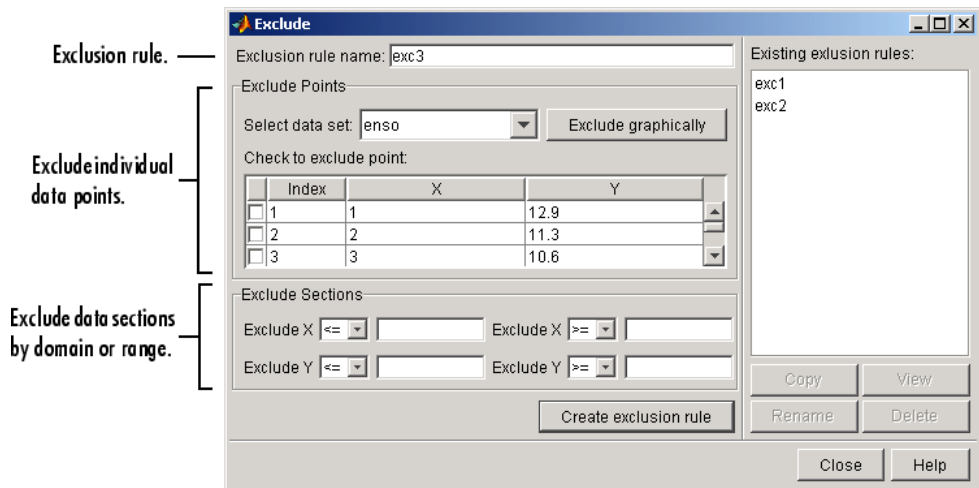 Exclude
Exclusion rule.
Exclusion rule name: exc3
Exclude Points
Select data set: enso
Exclude graphically
Check to exclude point:
Exclude individual
data points.
Index X Y
1 1 12.9
2 2 11.3
3 3 10.6
Exclude Sections
Exclude data sections
by domain or range.
Exclude X <= Exclude X >=
Exclude Y <= Exclude Y >=
Create exclusion rule
Existing exlusion rules:
exc1
exc2
Copy View
Rename Delete
Close Help